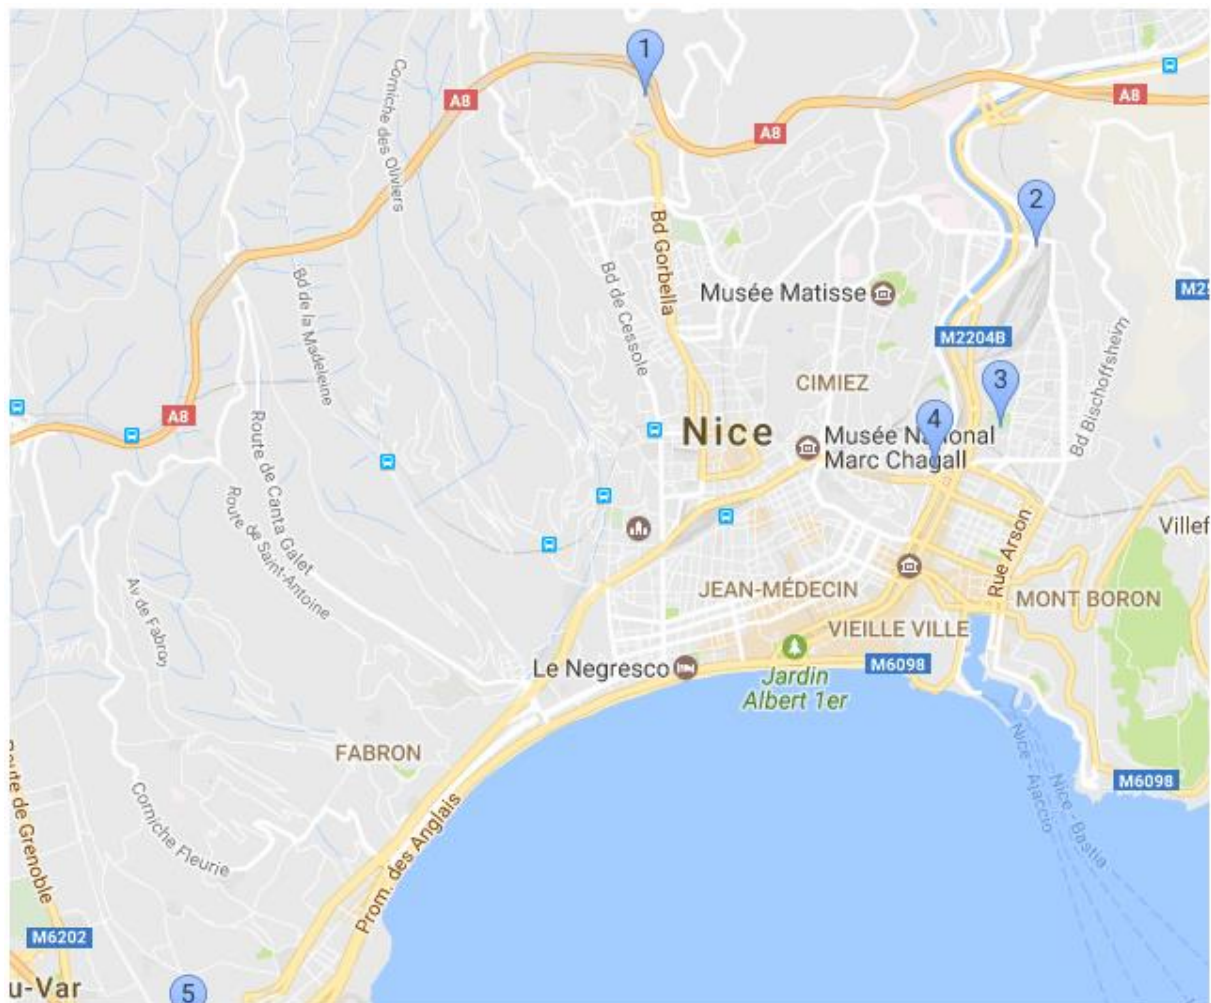 1
A8
A8
A8
Corniche des Oliviers
2
Bd Gorbella
Musée Matisse
M25
Bd de la Madeleine
Bd de Cessole
M2204B
Bd Bischoffsheim
CIMIEZ
3
A8
4
Nice
Musée National
Marc Chagall
Route de Canta Galet
Route de Saint-Antoine
Villef
Rue Arson
Av de Fabron
JEAN-MÉDECIN
MONT BORON
VIEILLE VILLE
Le Negresco
M6098
Jardin
Albert 1er
FABRON
Nice - Ajaccio
Nice - Bastia
M6098
Route de Grenoble
Corniche Fleurie
Prom. des Anglais
M6202
u-Var
5